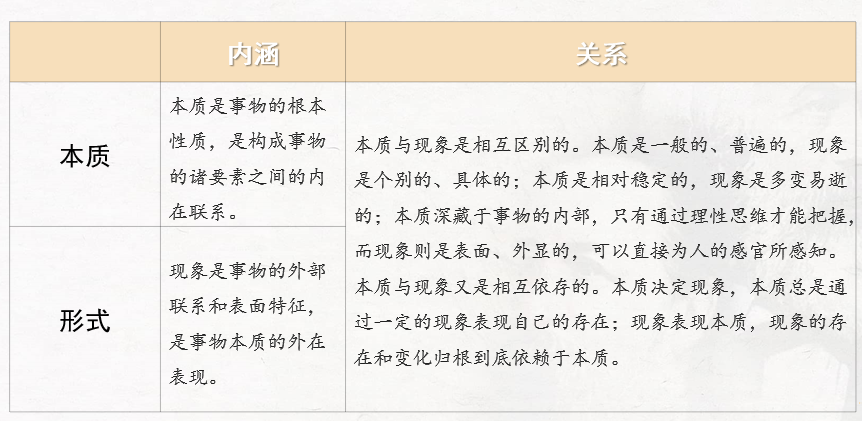 内涵
关系
本质
本质是事物的根本
性质，是构成事物
的诸要素之间的内
在联系。
本质与现象是相互区别的。本质是一般的、普遍的，现象
是个别的、具体的；本质是相对稳定的，现象是多变易逝
的；本质深藏于事物的内部，只有通过理性思维才能把握，
而现象则是表面、外显的，可以直接为人的感官所感知。
本质与现象又是相互依存的。本质决定现象，本质总是通
过一定的现象表现自己的存在；现象表现本质，现象的存
在和变化归根到底依赖于本质。
形式
现象是事物的外部
联系和表面特征，
是事物本质的外在
表现。